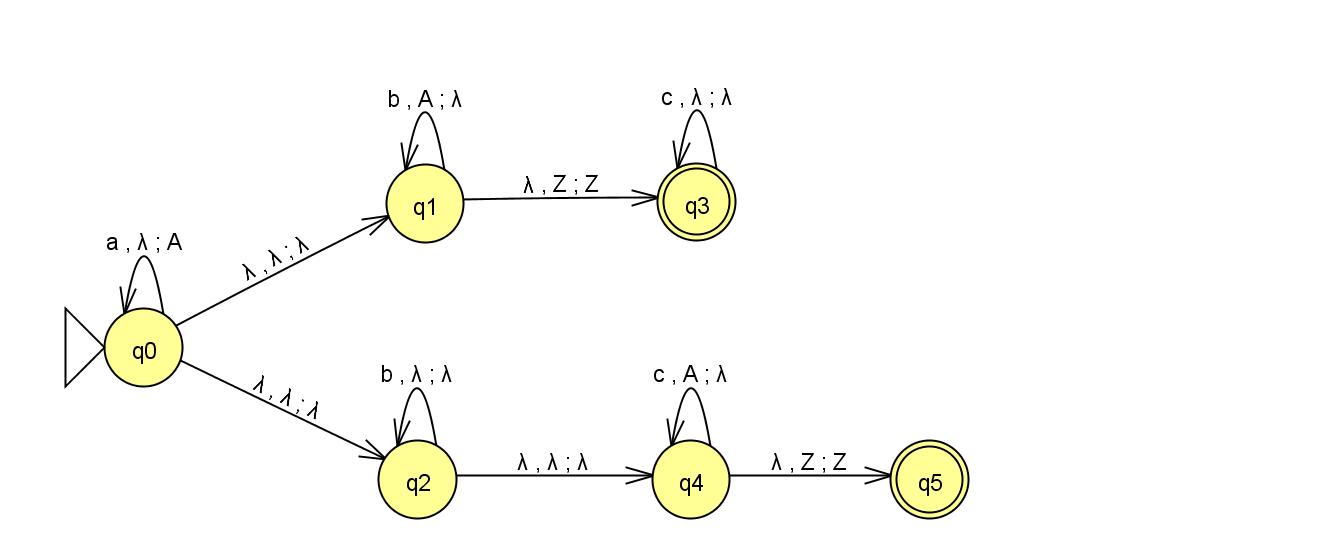 b , A ; λ
c , λ ; λ
q1
λ , Z ; Z
q3
a , λ ; A
λ , λ ; λ
q0
λ , λ ; λ
b , λ ; λ
c , A ; λ
q2
λ , λ ; λ
q4
λ , Z ; Z
q5